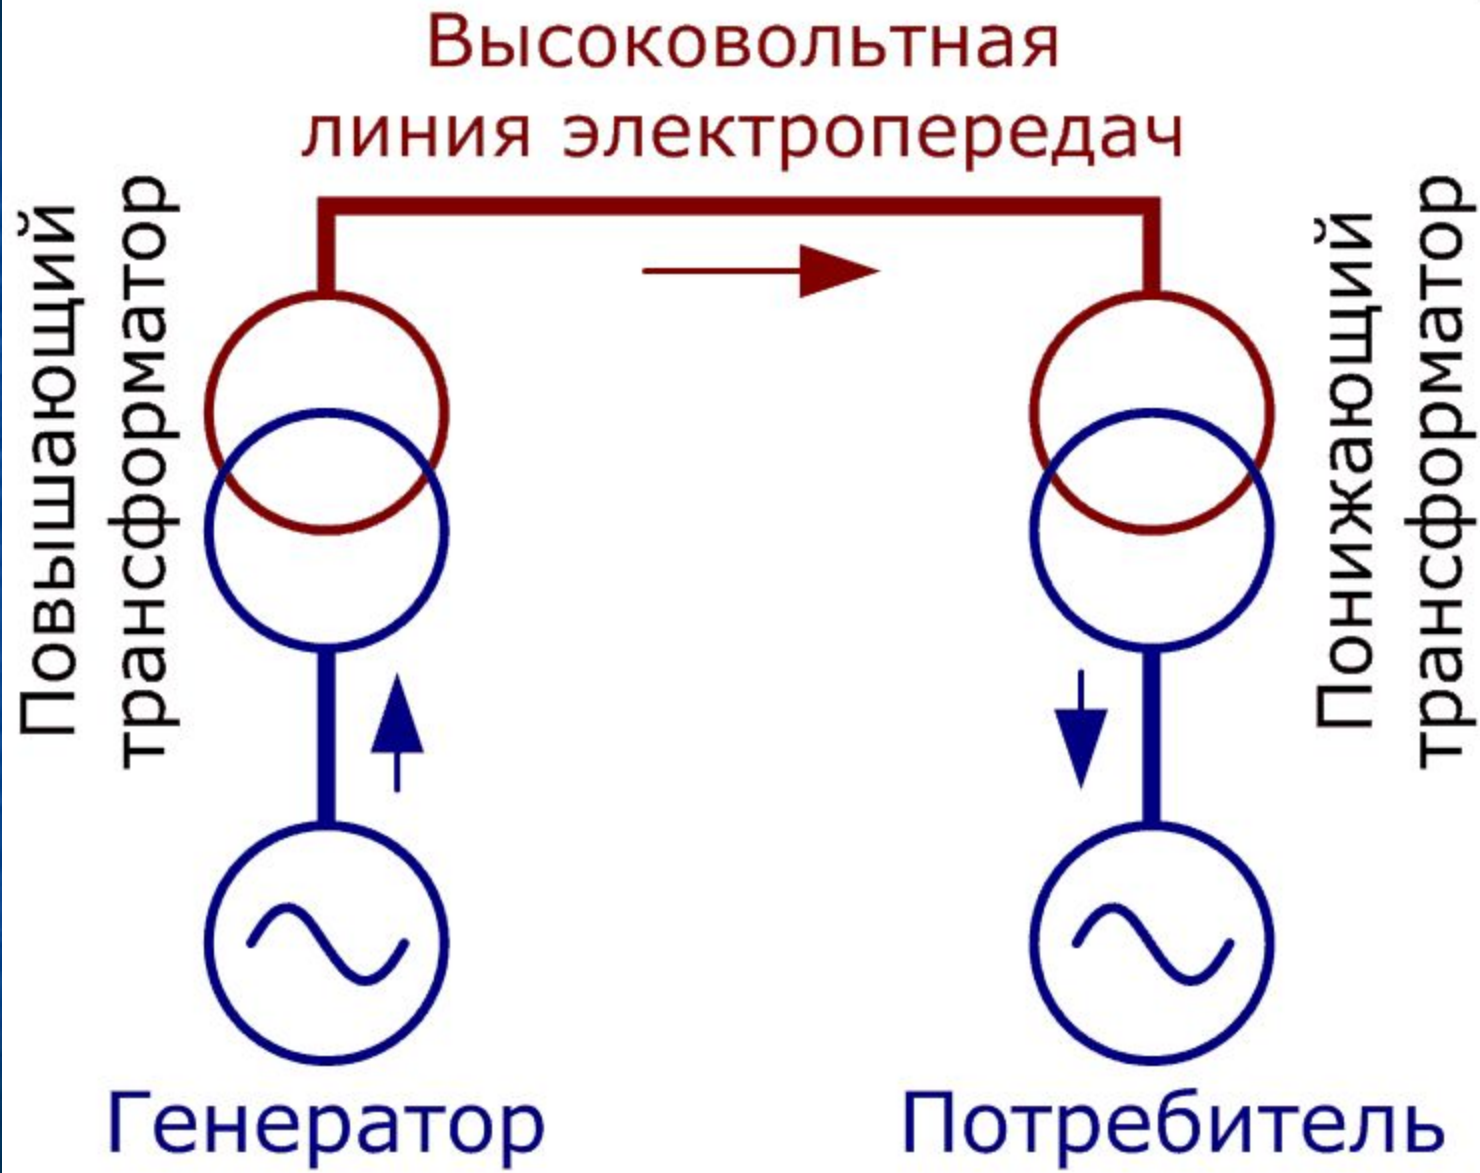 Высоковольтная
линия электропередач
Повышающий
трансформатор
Понижающий
трансформатор
Генератор
Потребитель